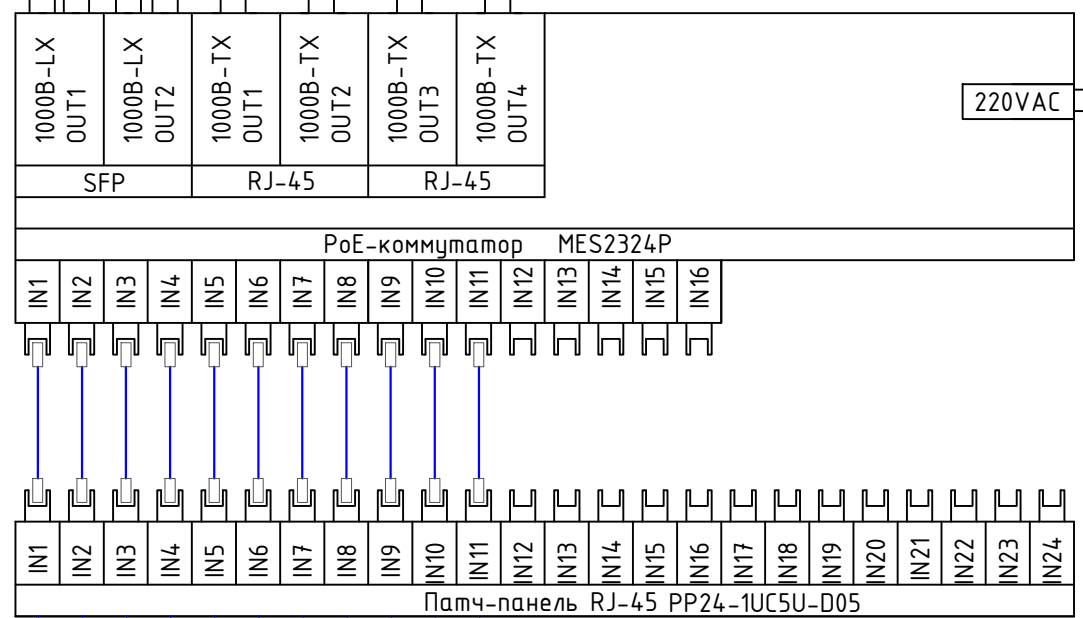 1000B-LX OUT1
1000B-LX OUT2
1000B-TX OUT1
1000B-TX OUT2
1000B-TX OUT3
1000B-TX OUT4
220VAC
SFP RJ-45 RJ-45
PoE-коммутатор MES2324P
IN1 IN2 IN3 IN4 IN5 IN6 IN7 IN8 IN9 IN10 IN11 IN12 IN13 IN14 IN15 IN16
IN1 IN2 IN3 IN4 IN5 IN6 IN7 IN8 IN9 IN10 IN11 IN12 IN13 IN14 IN15 IN16 IN17 IN18 IN19 IN20 IN21 IN22 IN23 IN24
Патч-панель RJ-45 PP24-1UC5U-D05